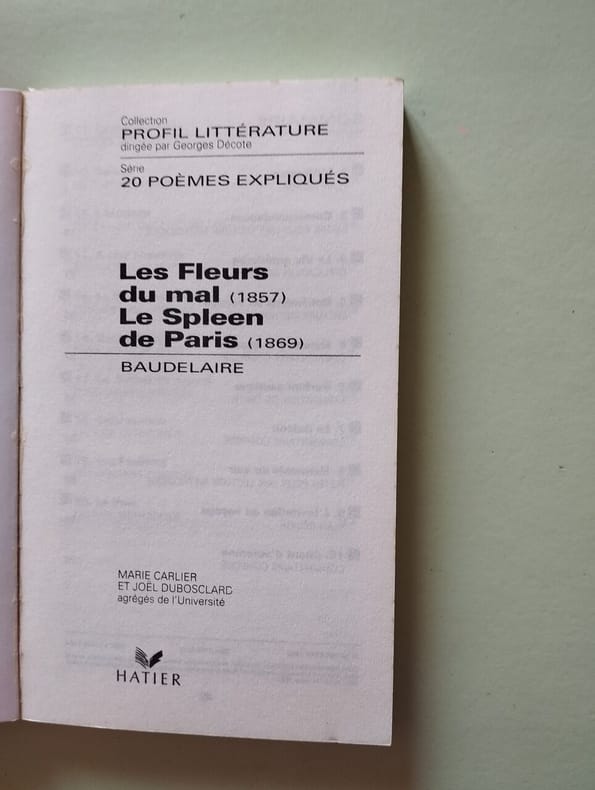 Collection
PROFIL LITTÉRATURE
dirigée par Georges Décote
Série
20 POÈMES EXPLIQUÉS
Les Fleurs
du mal (1857)
Le Spleen
de Paris (1869)
BAUDELAIRE
MARIE CARLIER
ET JOËL DUBOSCLARD
agrégés de l'Université
HATIER